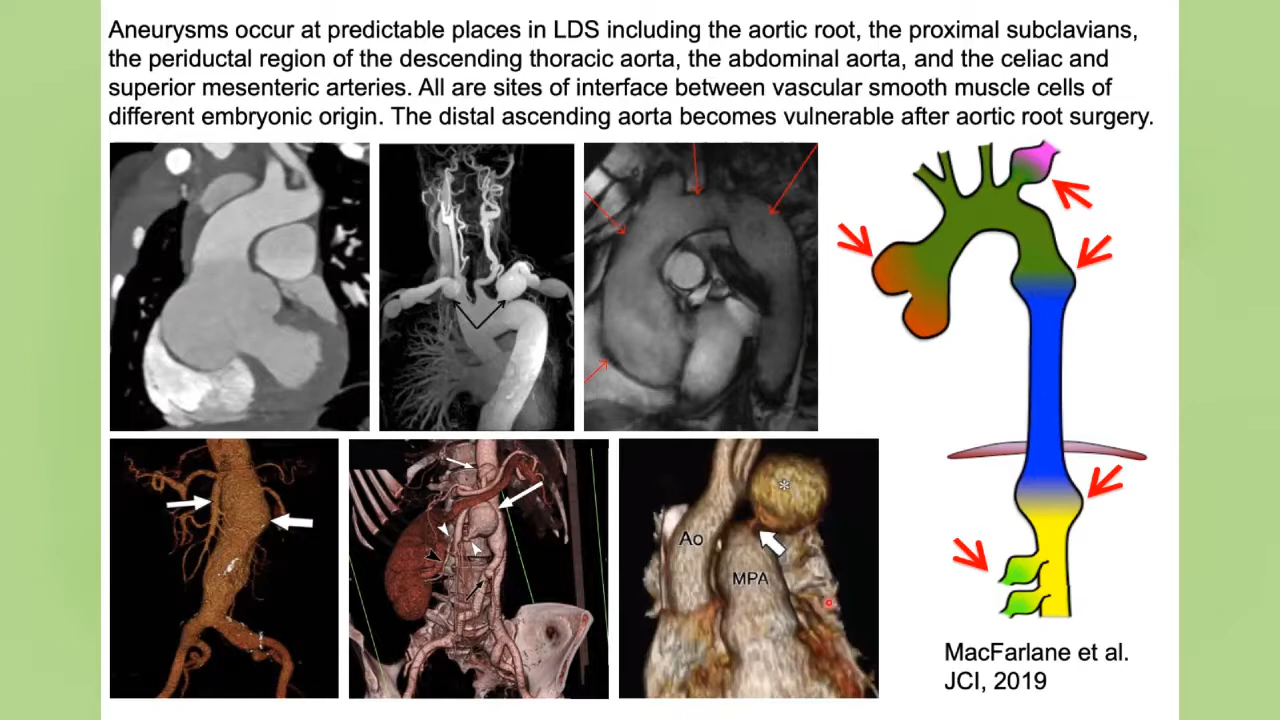 Aneurysms occur at predictable places in LDS including the aortic root, the proximal subclavians,
the periductal region of the descending thoracic aorta, the abdominal aorta, and the celiac and
superior mesenteric arteries. All are sites of interface between vascular smooth muscle cells of
different embryonic origin. The distal ascending aorta becomes vulnerable after aortic root surgery.
*
Ao
MPA
MacFarlane et al.
JCI, 2019